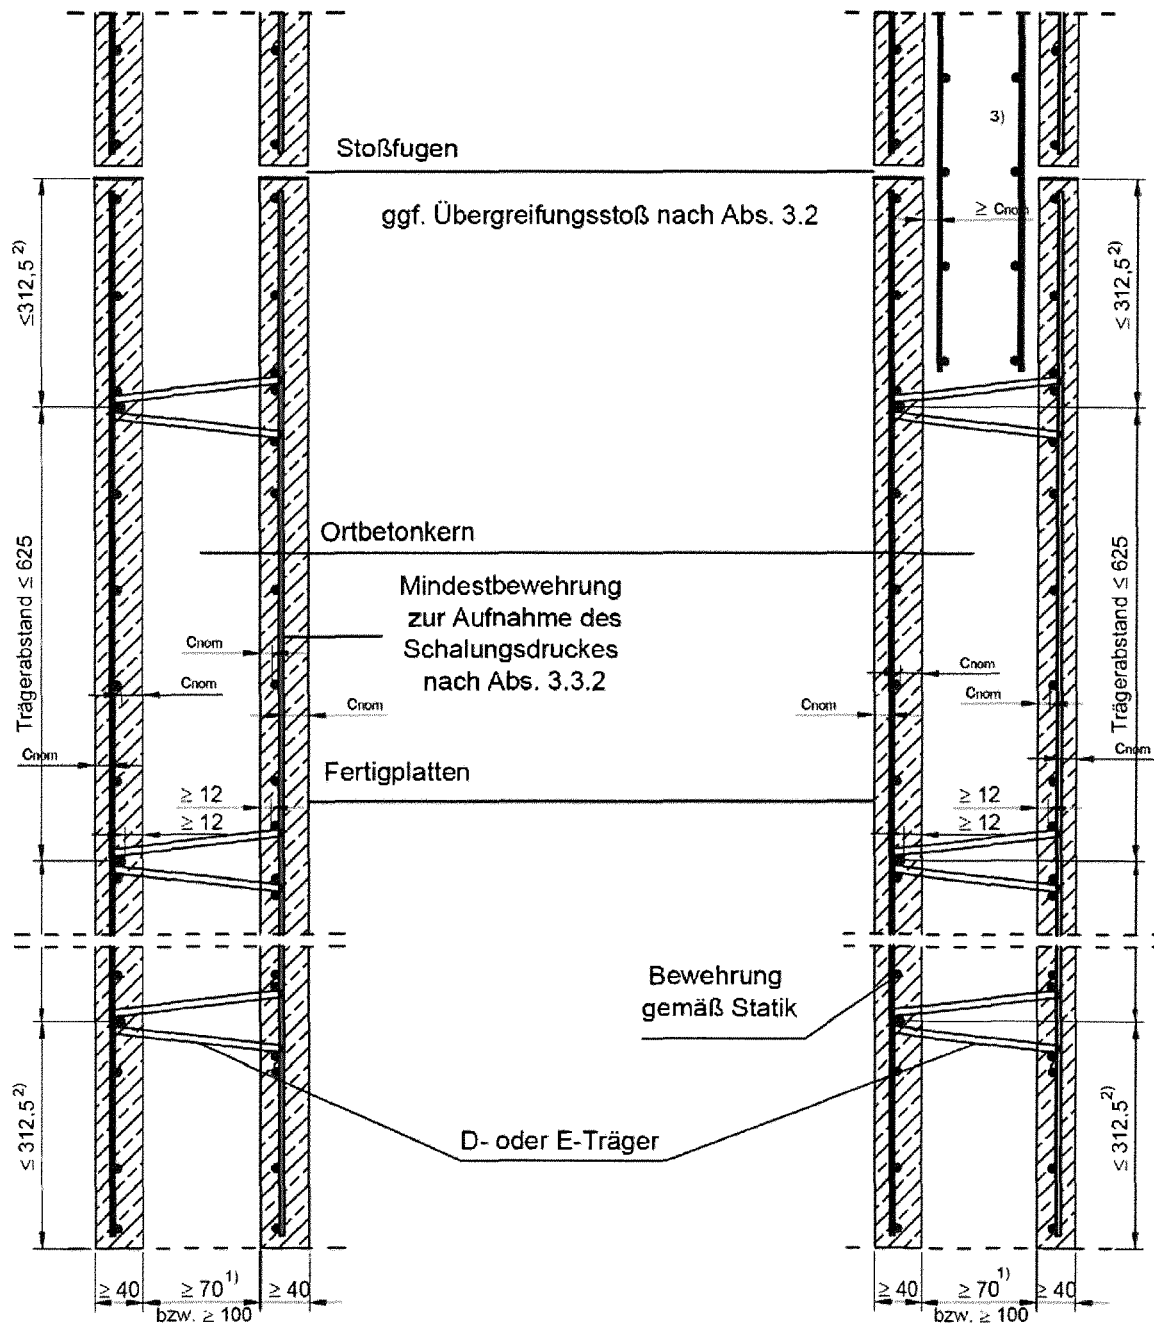 3)
Stoßfugen
ggf. Übergreifungsstoß nach Abs. 3.2
≥ Cnom
≤312,5²⁾
≤ 312,5²⁾
Ortbetonkern
Trägerabstand ≤ 625
Trägerabstand ≤ 625
Mindestbewehrung
zur Aufnahme des
Schalungsdruckes
nach Abs. 3.3.2
Cnom
Cnom
Cnom
Cnom
Cnom
Cnom
Cnom
Cnom
Fertigplatten
≥ 12
≥ 12
≥ 12
≥ 12
Bewehrung
gemäß Statik
D- oder E-Träger
≤ 312.5²⁾
≤ 312.5²⁾
≥ 40
≥ 70¹⁾
≥ 40
bzw. ≥ 100
≥ 40
≥ 70¹⁾
≥ 40
bzw. ≥ 100